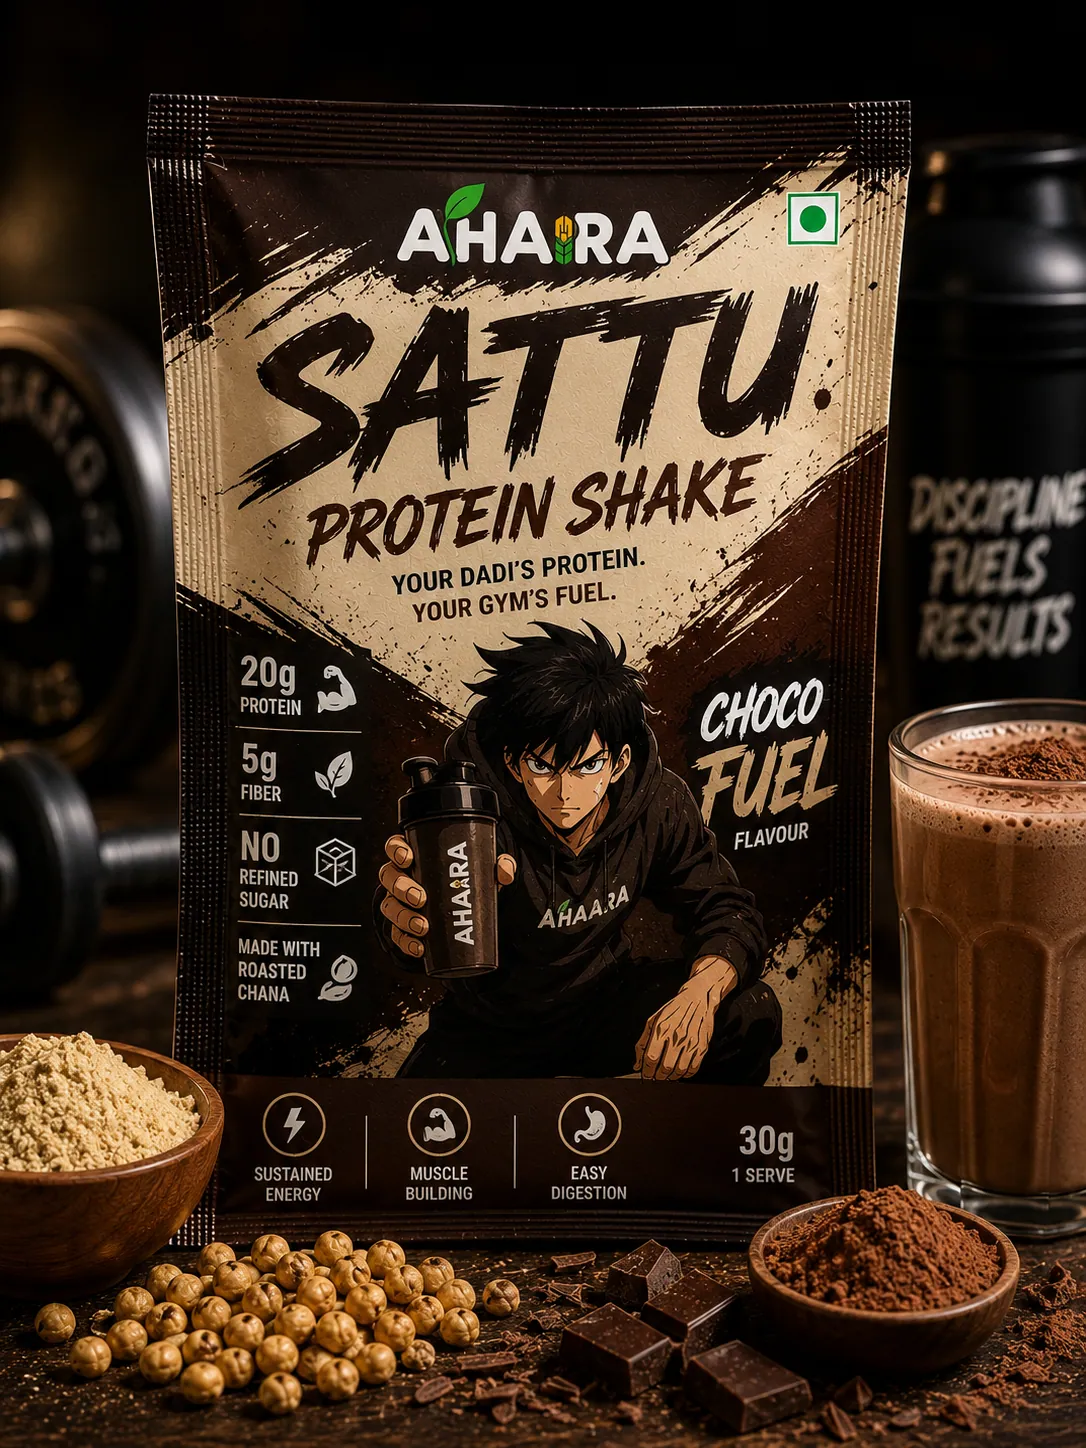 AHAARA
SATTU
PROTEIN SHAKE
YOUR DADI'S PROTEIN.
YOUR GYM'S FUEL.
20g
PROTEIN
5g
FIBER
NO
REFINED
SUGAR
MADE WITH
ROASTED
CHANA
CHOCO
FUEL
FLAVOUR
AHAARA
AHAARA
SUSTAINED
ENERGY
MUSCLE
BUILDING
EASY
DIGESTION
30g
1 SERVE
DISCIPLINE
FUELS
RESULTS